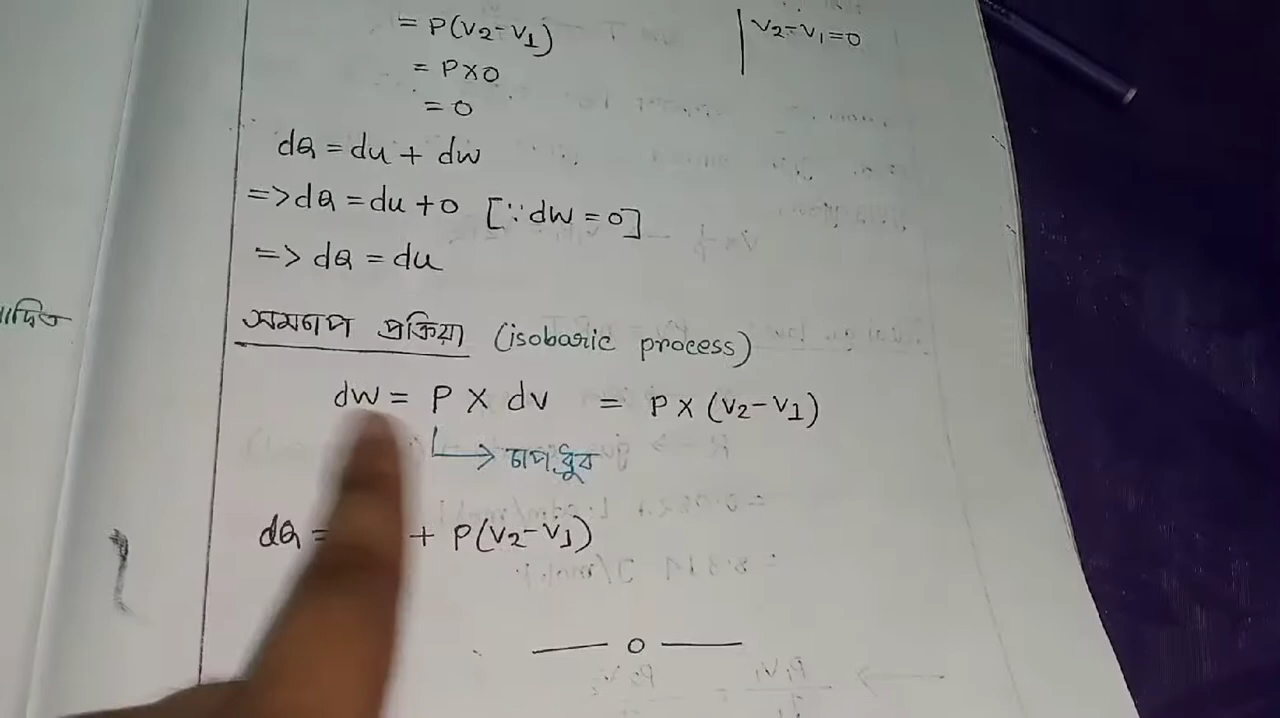 = P(V2-V1)
V2-V1=0
= P×0
= 0
dQ = du + dw
=> dQ = du + 0 [∵ dw = 0]
=> dQ = du
সমচাপ প্রক্রিয়া (isobaric process)
dw = P × dv = P × (V2-V1)
→ চাপ ধ্রুব
dQ = + P(V2-V1)
— 0 —